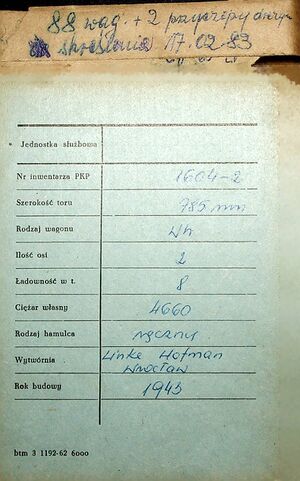 88 wag. + 2 przyczepy
skreślenia 17.02.83
Jednostka służbowa
Nr inwentarza PKP 1604-2
Szerokość toru 785 mm
Rodzaj wagonu Wh
Ilość osi 2
Ładowność w t. 8
Ciężar własny 4660
Rodzaj hamulca ręczny
Wytwórnia Linke Hofman
Wrocław
Rok budowy 1943
btm 3 1192-62 6000